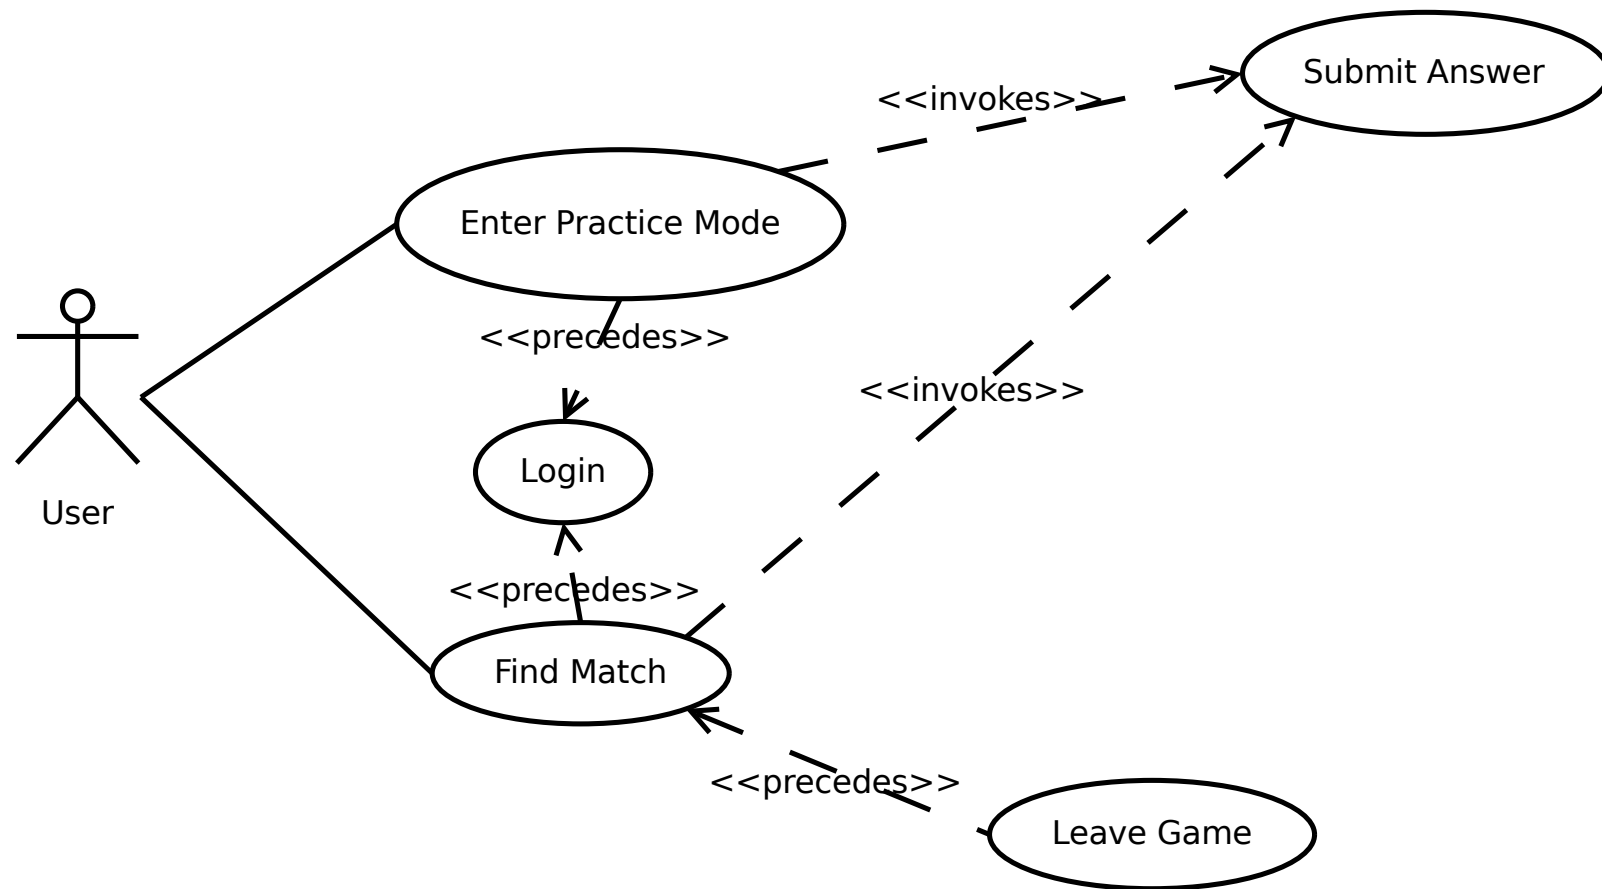 Submit Answer
<<invokes>>
Enter Practice Mode
<<precedes>>
<<invokes>>
Login
User
<<precedes>>
Find Match
<<precedes>>
Leave Game